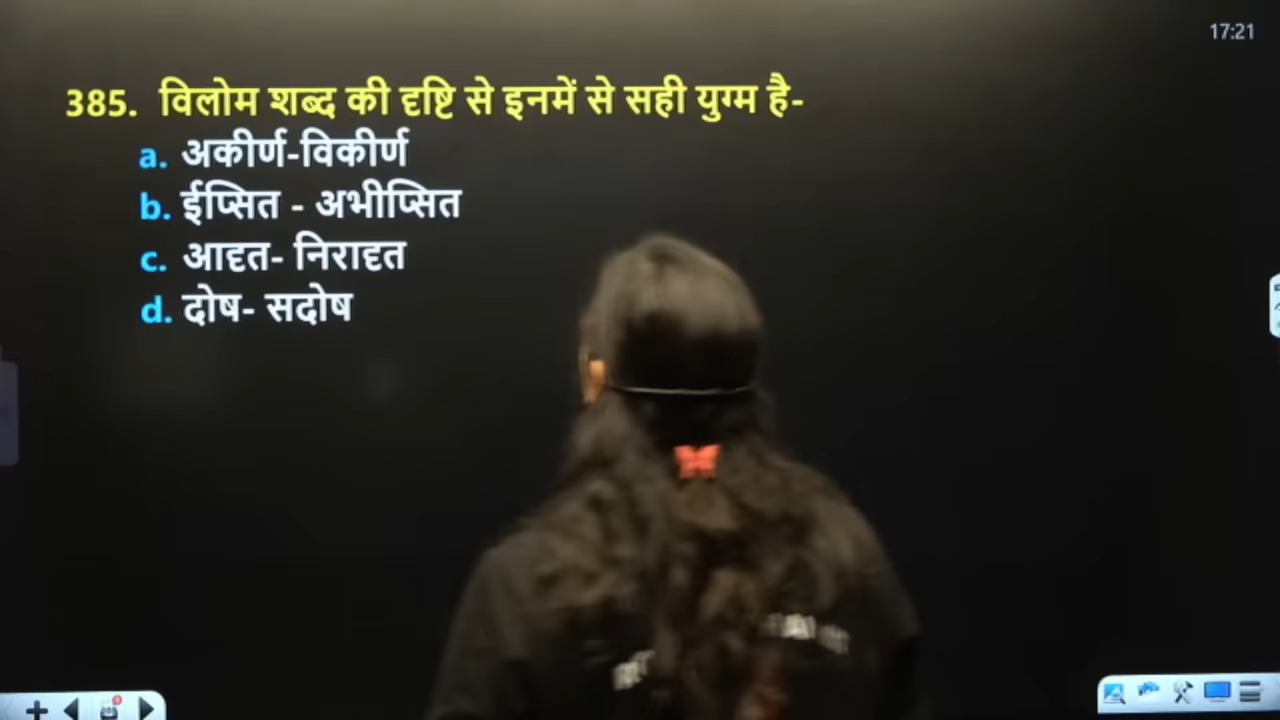 17:21
385. विलोम शब्द की दृष्टि से इनमें से सही युग्म है-
a. अकीर्ण-विकीर्ण
b. ईप्सित - अभीप्सित
c. आदृत- निरादृत
d. दोष- सदोष